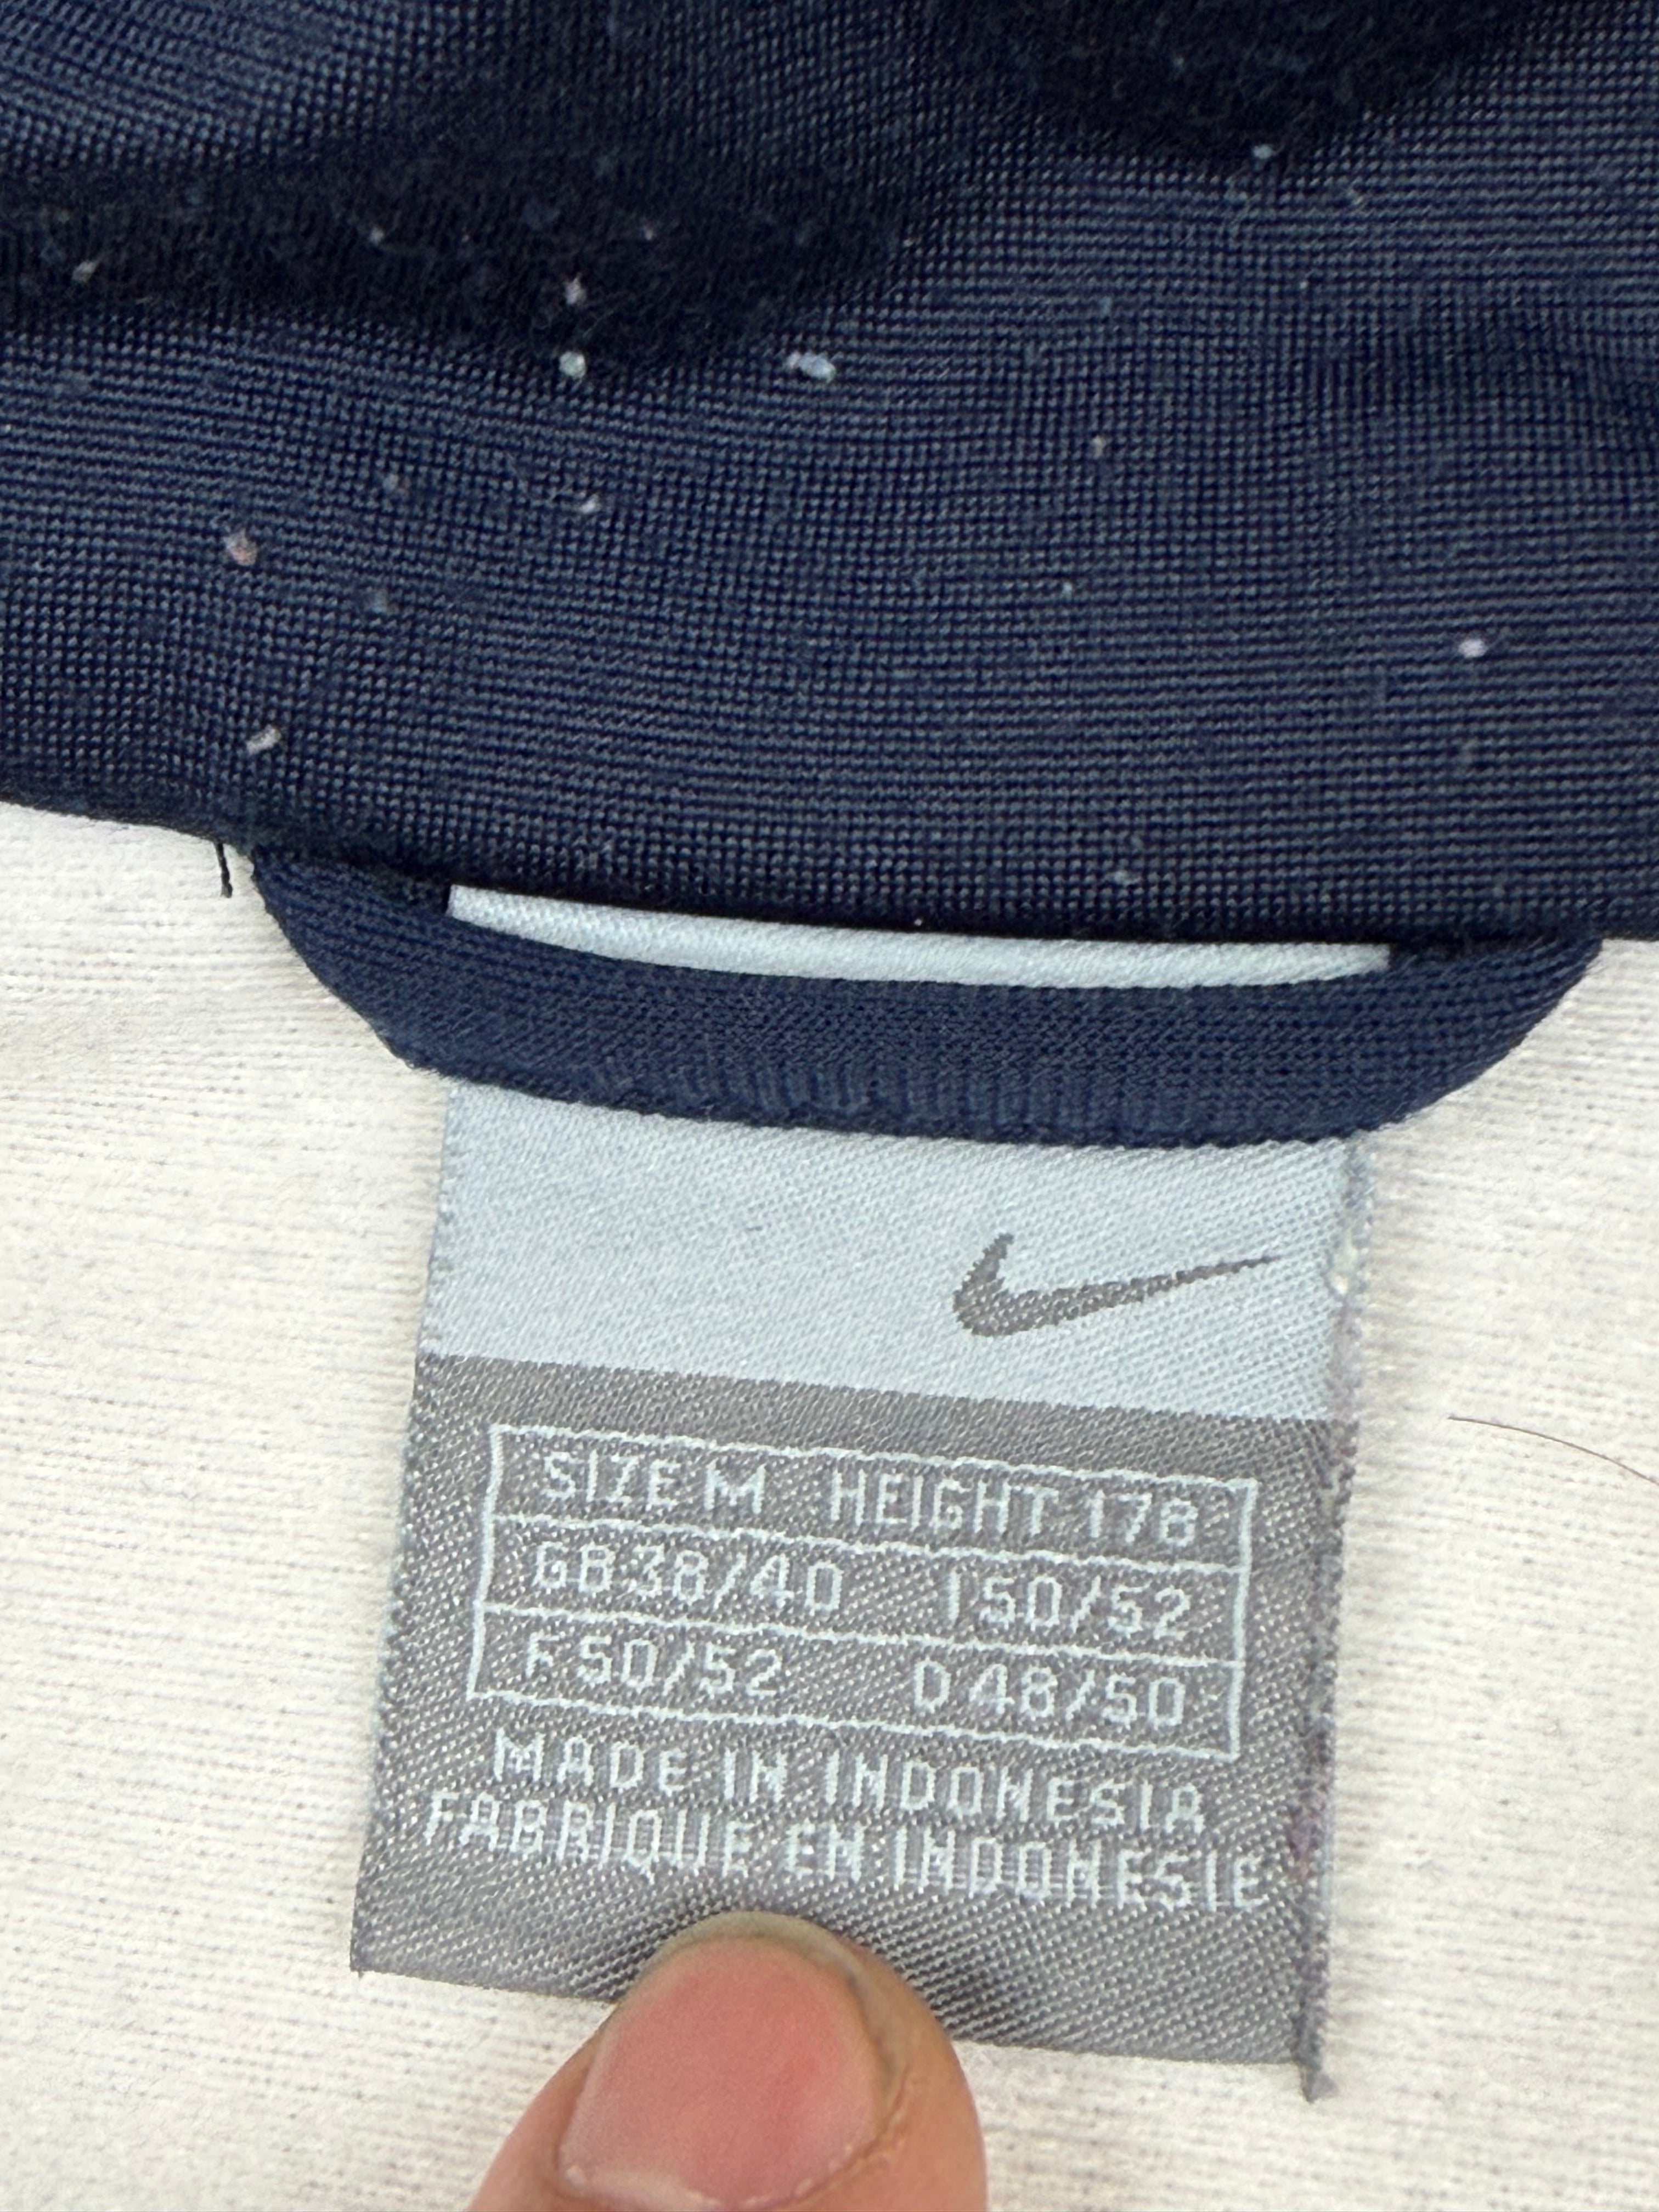 SIZE M HEIGHT 178
GB 38/40 I 50/52
F 50/52 D 48/50
MADE IN INDONESIA
FABRIQUE EN INDONESIE